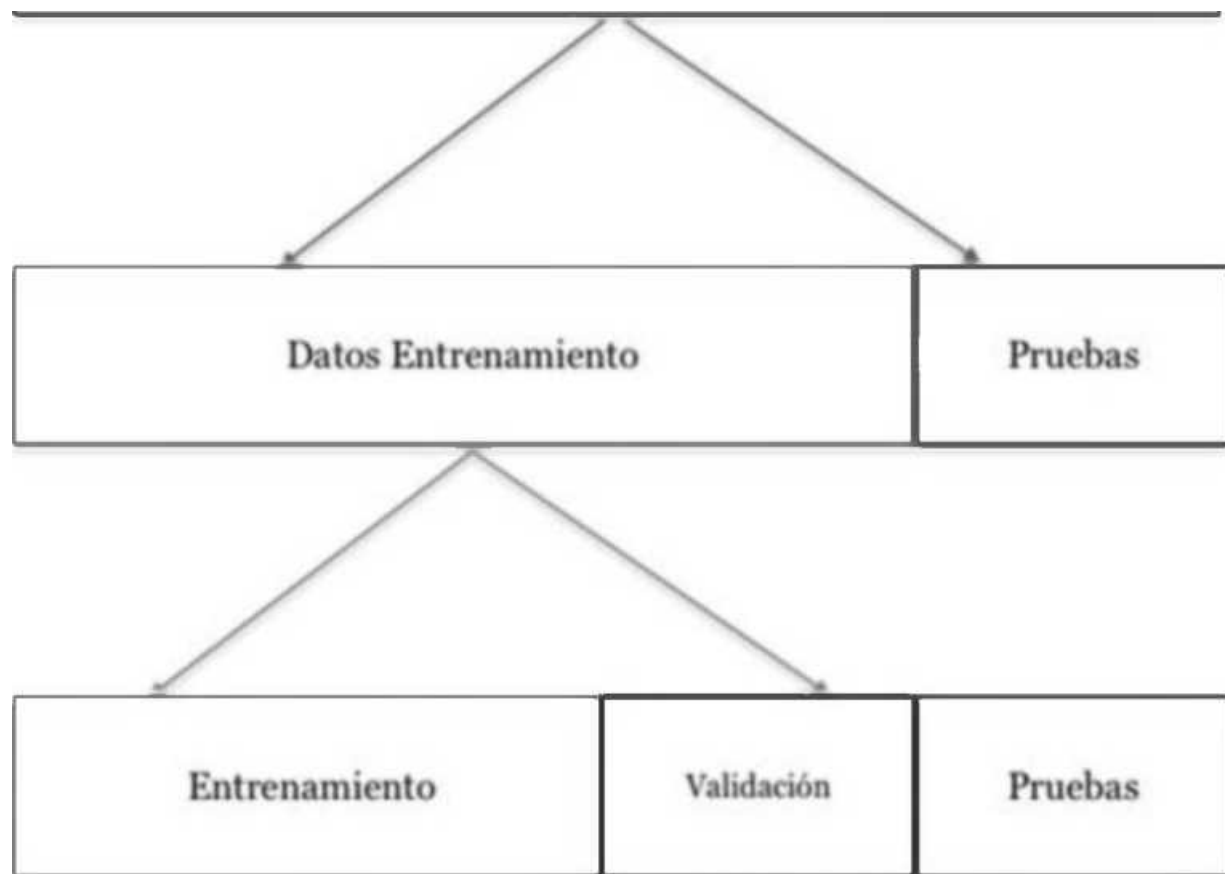 Datos Entrenamiento
Pruebas
Entrenamiento
Validación
Pruebas